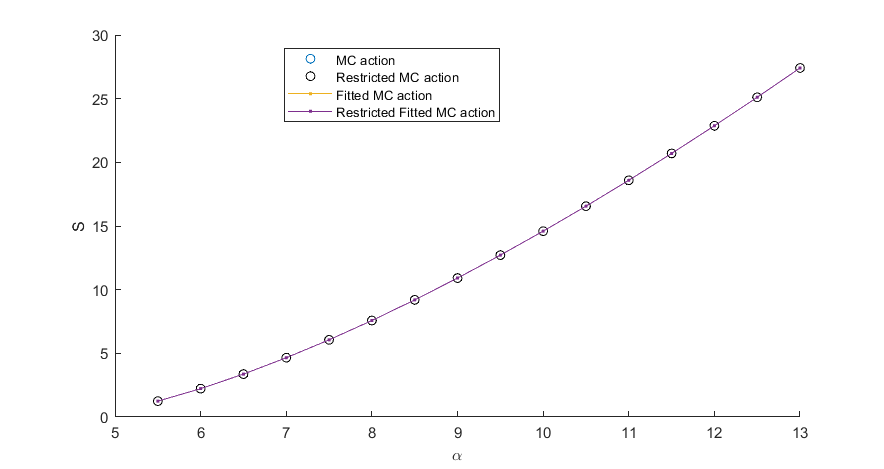 30
25
20
15
10
5
0
S
MC action
Restricted MC action
Fitted MC action
Restricted Fitted MC action
5 6 7 8 9 10 11 12 13
α